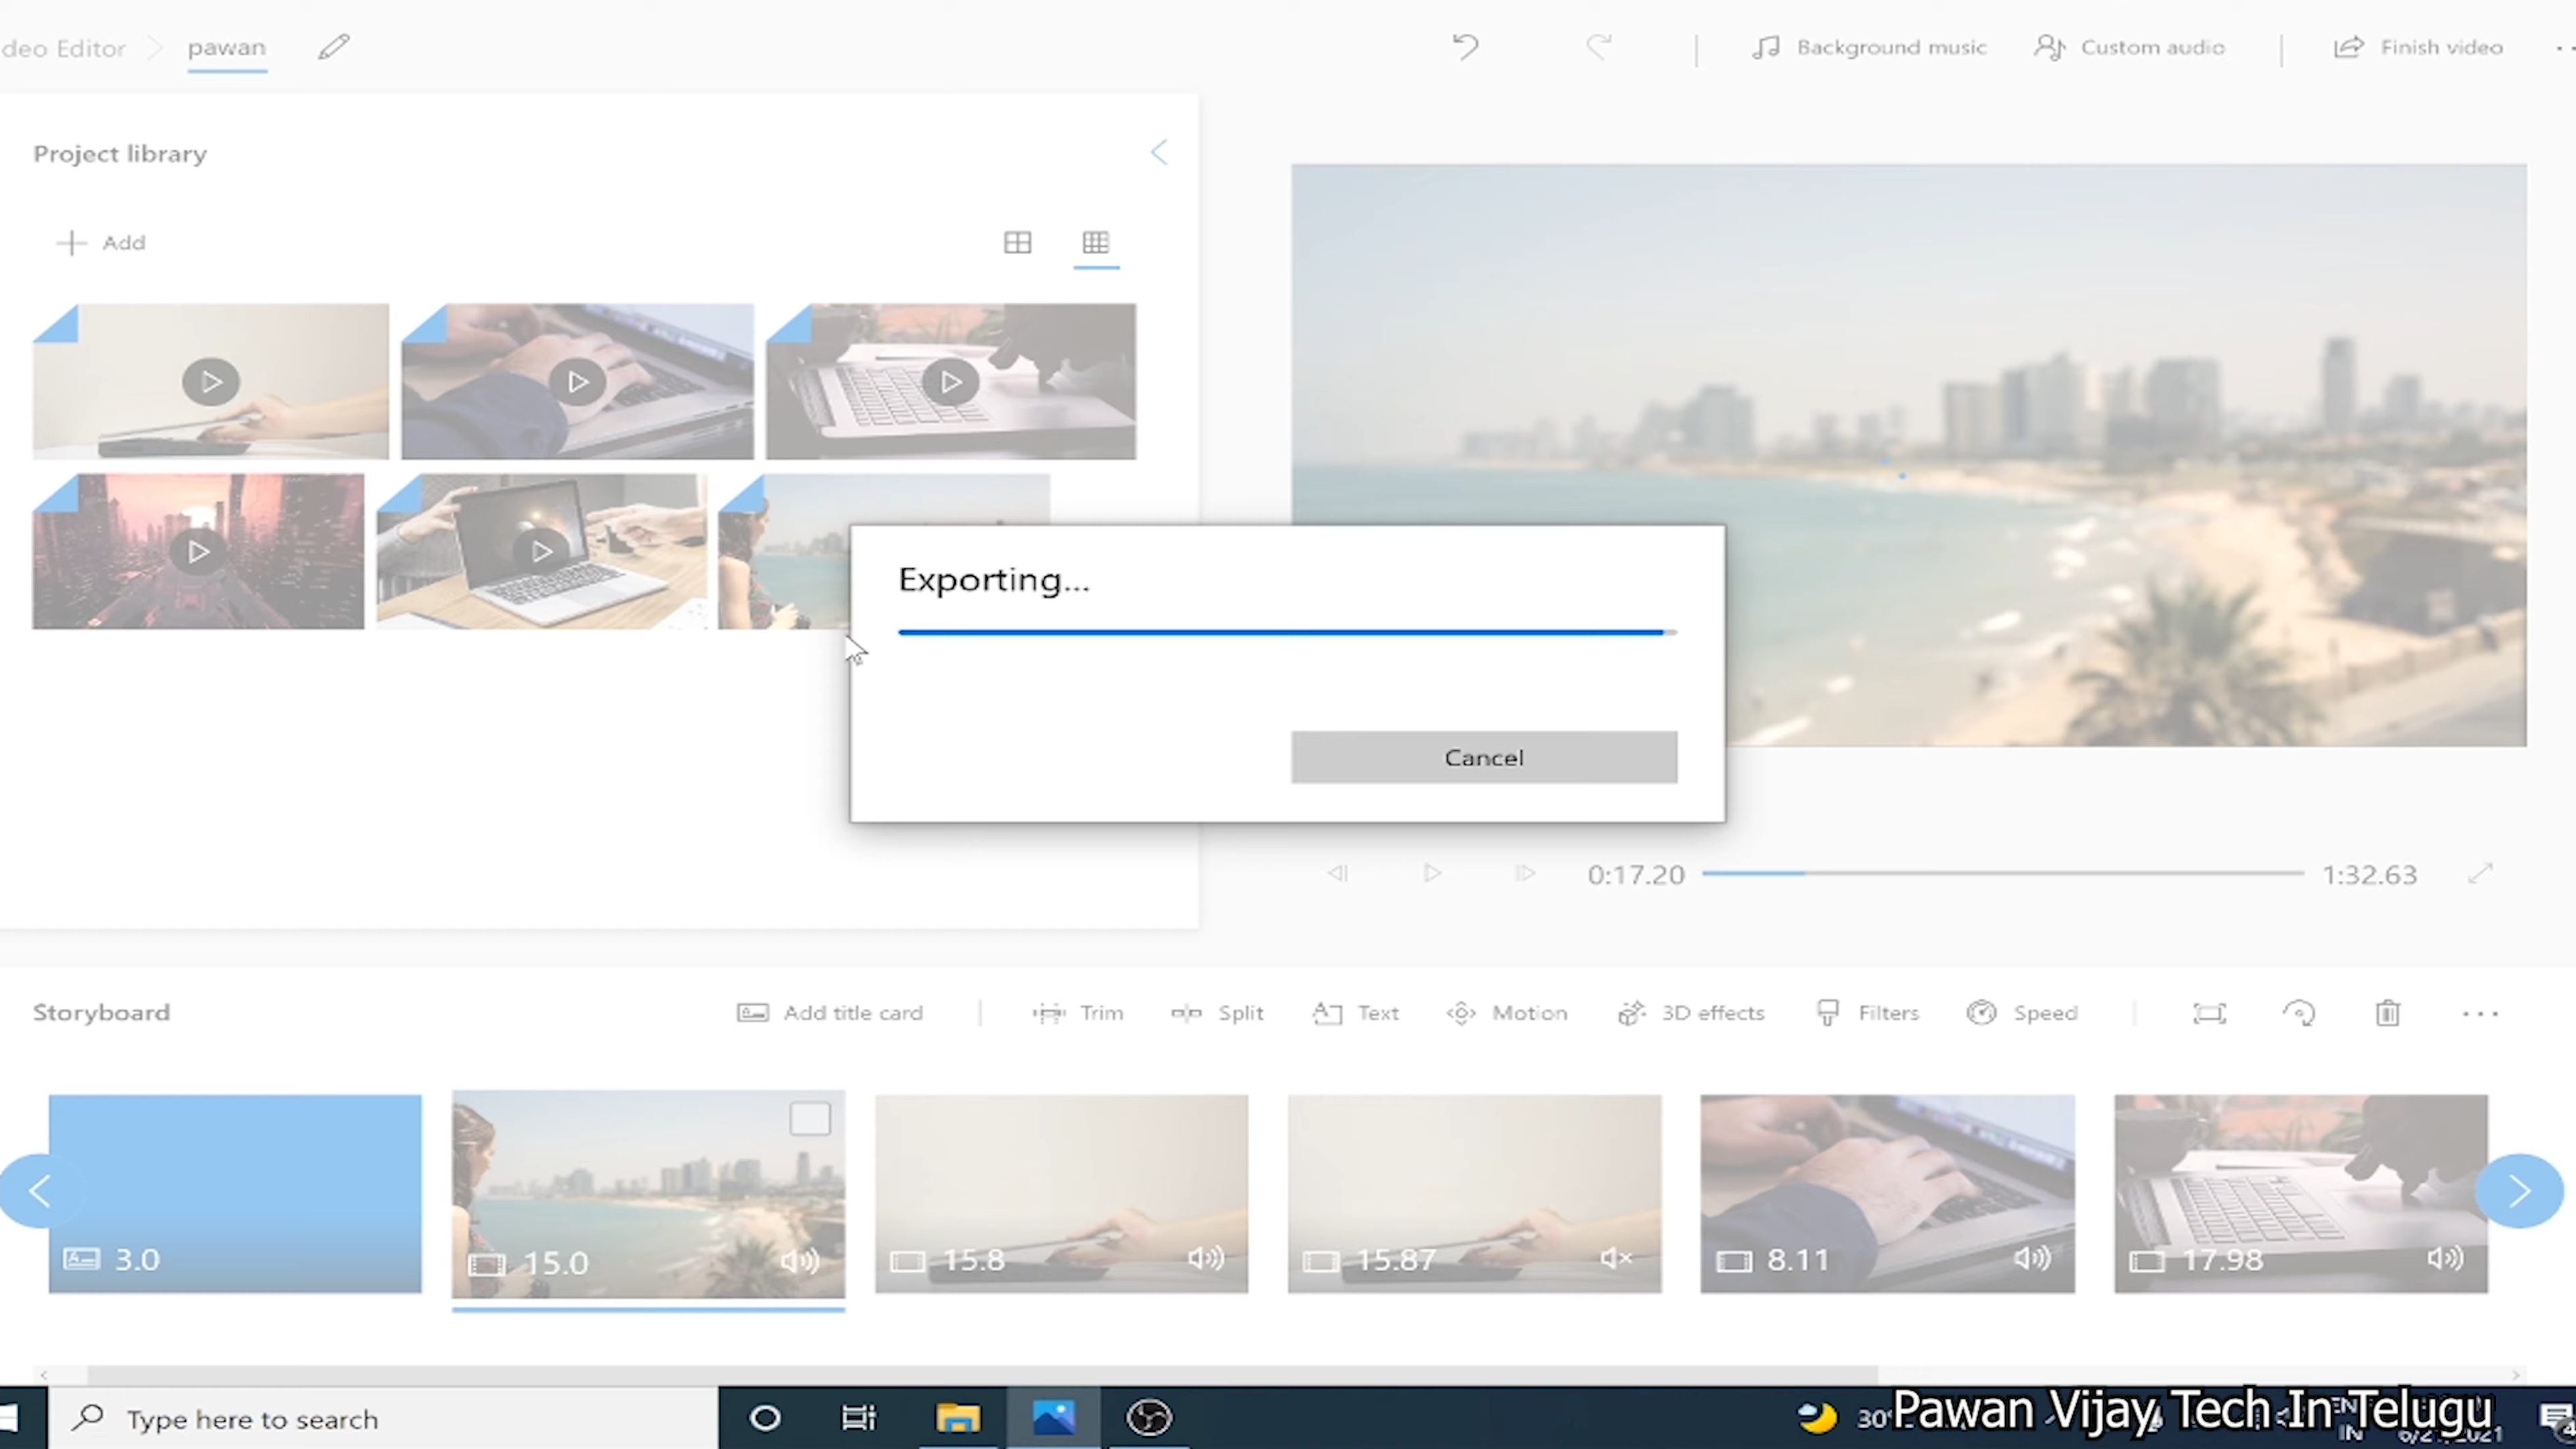 deo Editor
pawan
Background music
Custom audio
Finish video
Project library
Add
Exporting...
Cancel
0:17.20
1:32.63
Storyboard
Add title card
Trim
Split
Text
Motion
3D effects
Filters
Speed
3.0
15.0
15.8
15.87
8.11
17.98
Type here to search
30°
Pawan Vijay Tech In Telugu
IN